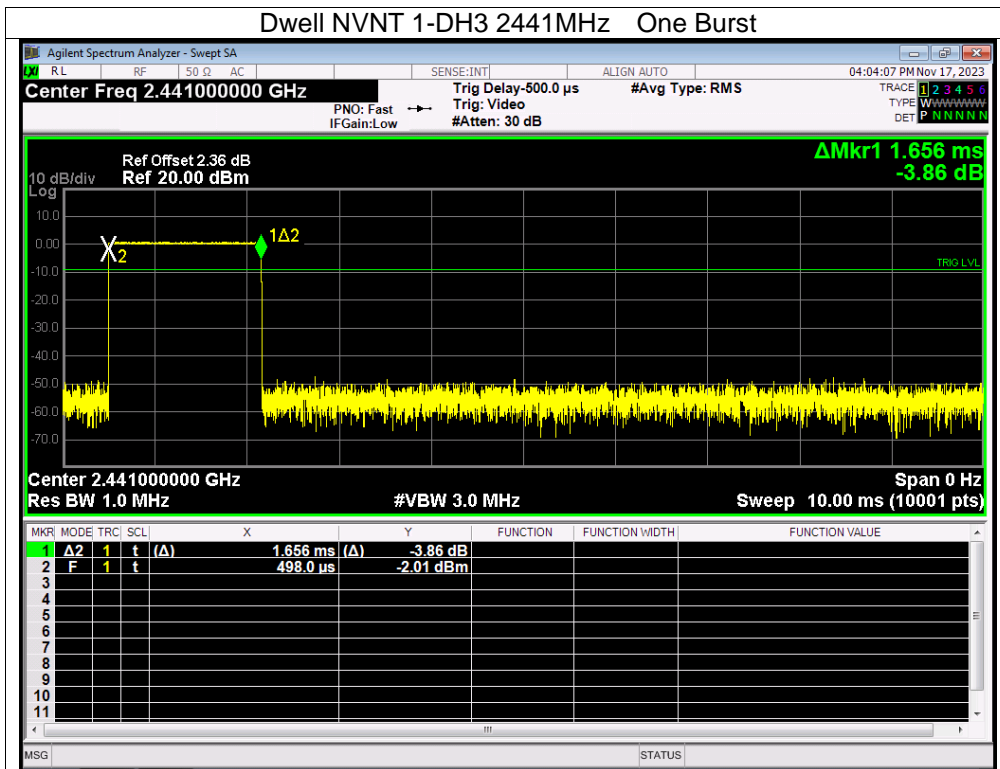 Dwell NVNT 1-DH3 2441MHz One Burst
Agilent Spectrum Analyzer - Swept SA
LXI RL RF 50 Ω AC SENSE:INT ALIGN AUTO 04:04:07 PM Nov 17, 2023
Center Freq 2.441000000 GHz Trig Delay-500.0 µs #Avg Type: RMS TRACE 1 2 3 4 5 6
PNO: Fast Trig: Video TYPE WWWWWWW
IFGain:Low #Atten: 30 dB DET P N N N N N
ΔMkr1 1.656 ms
-3.86 dB
Ref Offset 2.36 dB
10 dB/div Ref 20.00 dBm
Log
10.0
0.00
X2
1Δ2
-10.0
TRIG LVL
-20.0
-30.0
-40.0
-50.0
-60.0
-70.0
Center 2.441000000 GHz Span 0 Hz
Res BW 1.0 MHz #VBW 3.0 MHz Sweep 10.00 ms (10001 pts)
MKR MODE TRC SCL X Y FUNCTION FUNCTION WIDTH FUNCTION VALUE
1 Δ2 1 t (Δ) 1.656 ms (Δ) -3.86 dB
2 F 1 t 498.0 µs -2.01 dBm
3
4
5
6
7
8
9
10
11
MSG STATUS